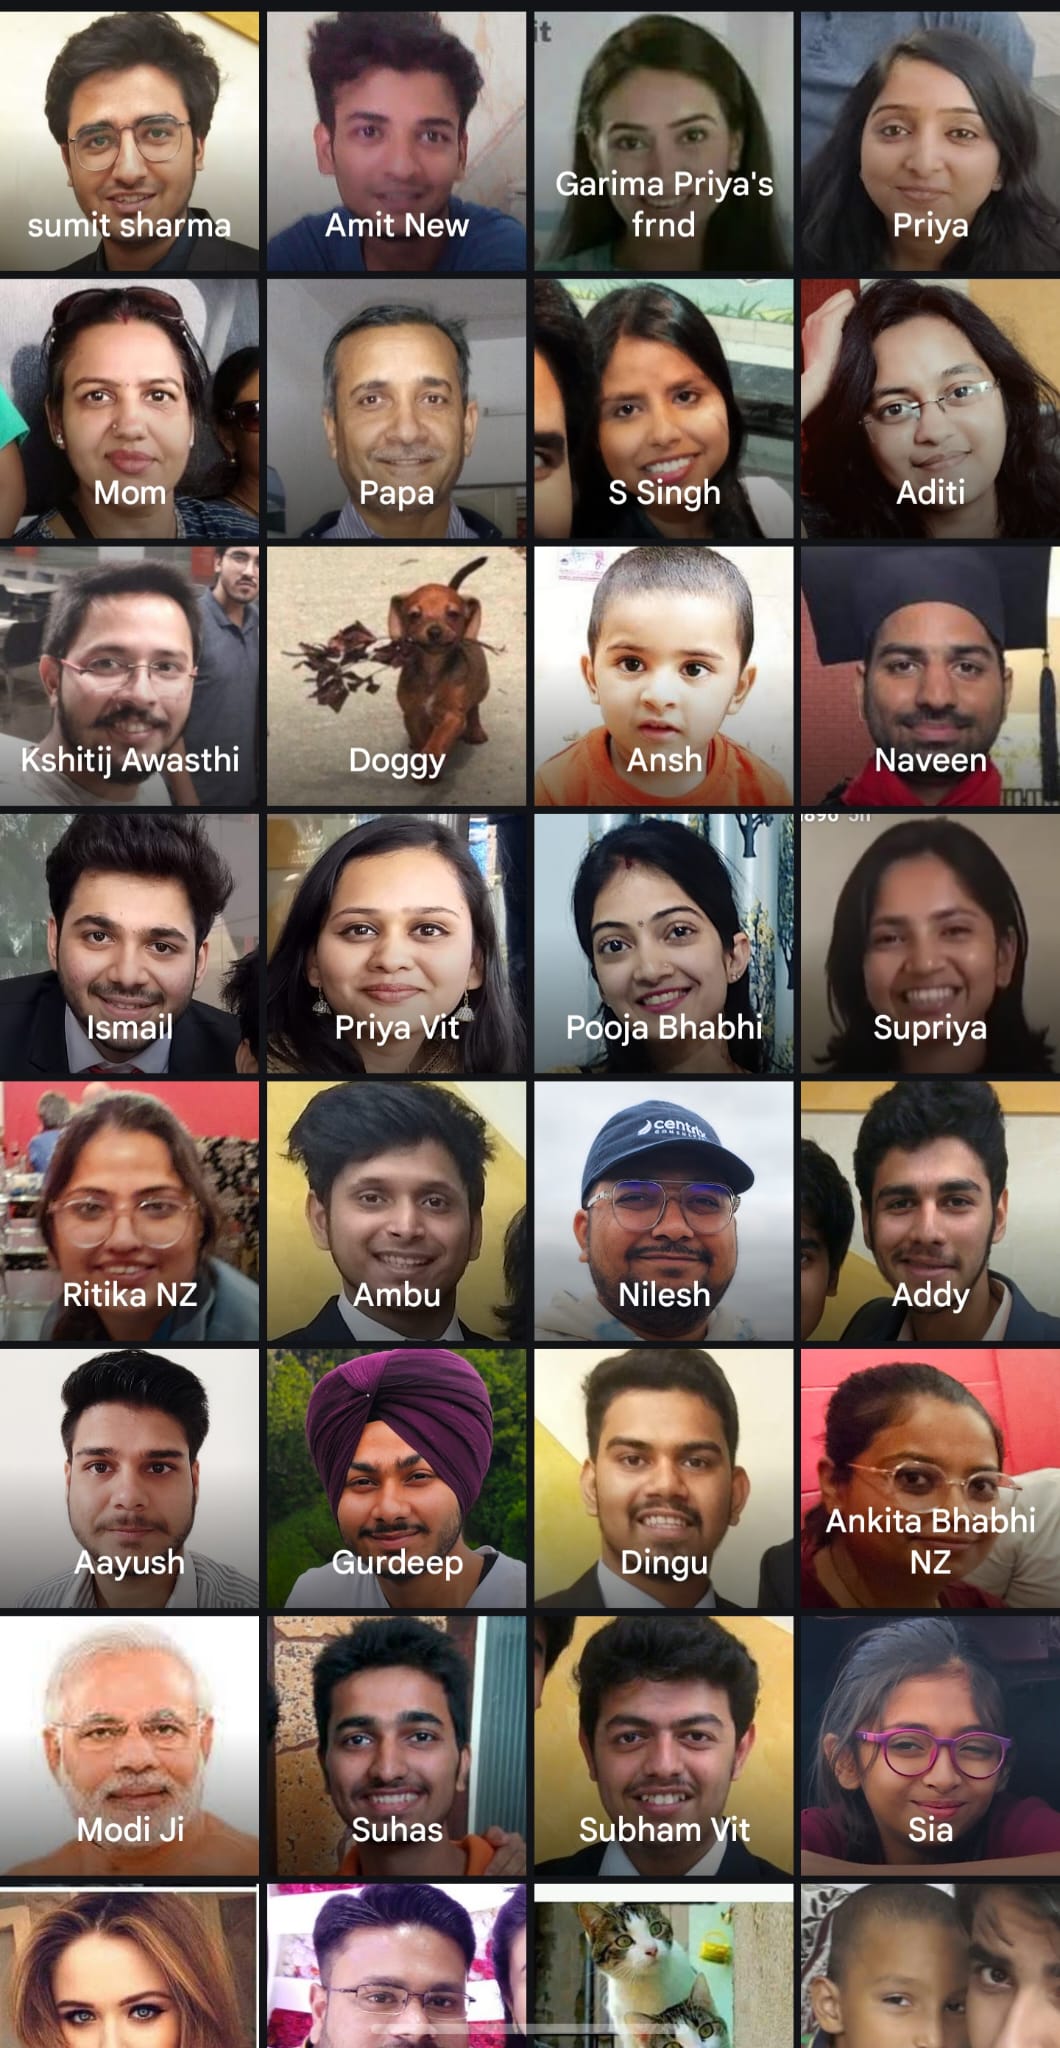 it
sumit sharma
Amit New
Garima Priya's
frnd
Priya
Mom
Papa
S Singh
Aditi
Kshitij Awasthi
Doggy
Ansh
Naveen
Ismail
Priya Vit
Pooja Bhabhi
Supriya
Ritika NZ
Ambu
centrix
Nilesh
Addy
Aayush
Gurdeep
Dingu
Ankita Bhabhi
NZ
Modi Ji
Suhas
Subham Vit
Sia